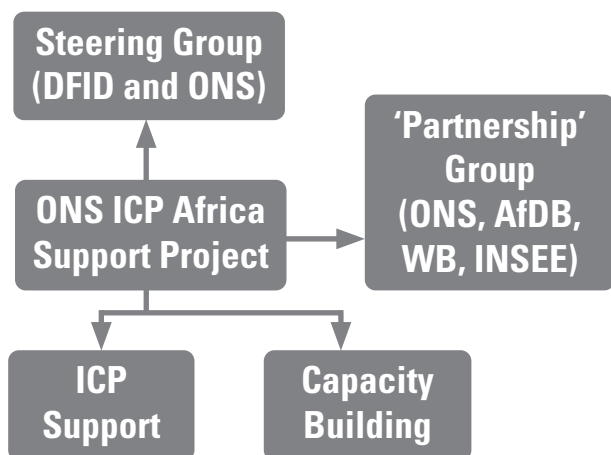 Steering Group
(DFID and ONS)
‘Partnership’
Group
(ONS, AfDB,
WB, INSEE)
ONS ICP Africa
Support Project
ICP
Support
Capacity
Building